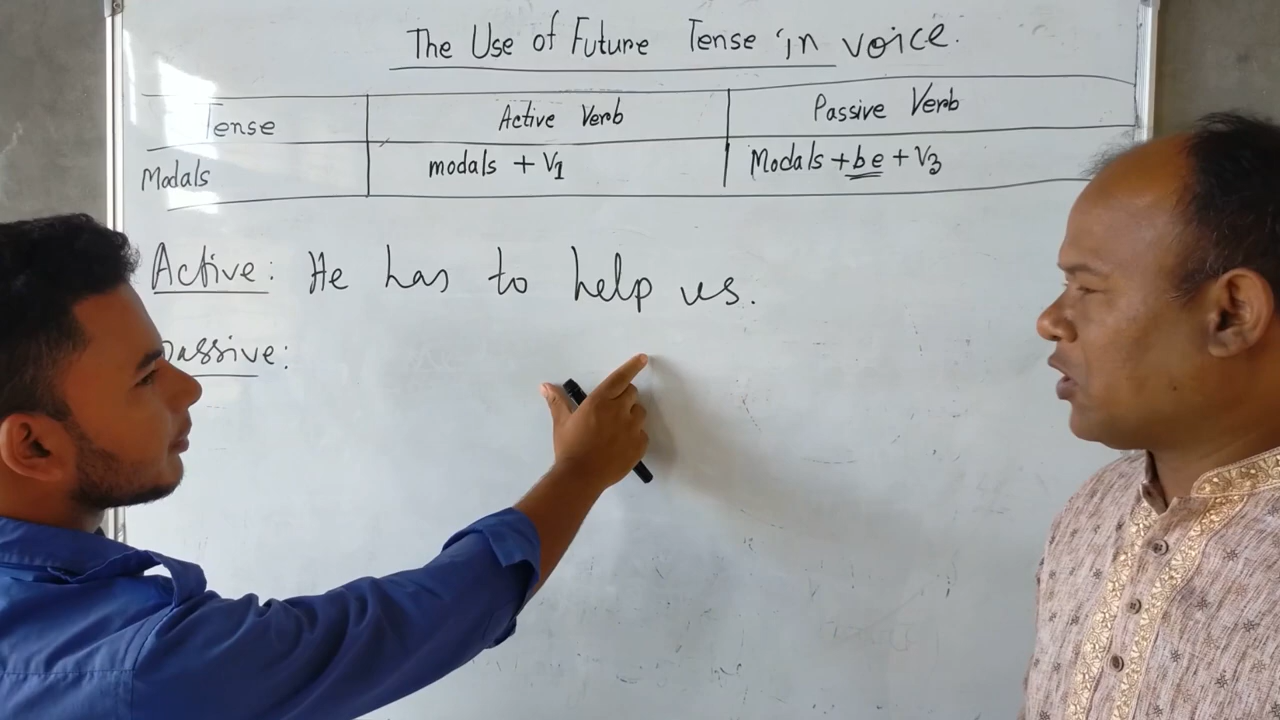 The Use of Future Tense in voice.
Tense Active Verb Passive Verb
Modals modals + V1 Modals + be + V3
Active: He has to help us.
passive: